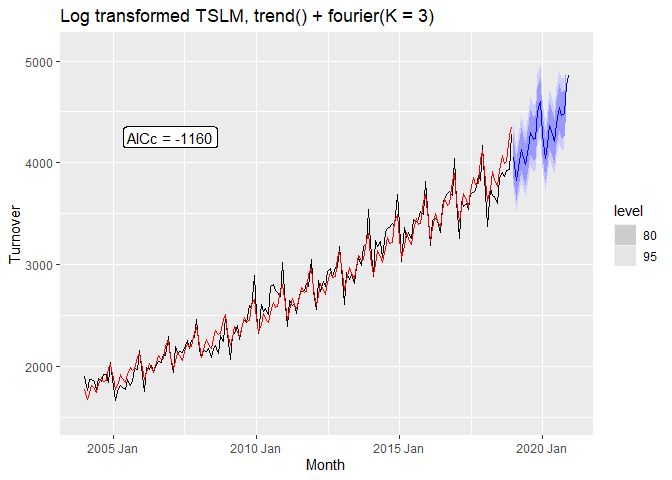 Log transformed TSLM, trend() + fourier(K = 3)
5000
4000
3000
2000
AICc = -1160
Turnover
level
80
95
2005 Jan
2010 Jan
2015 Jan
2020 Jan
Month